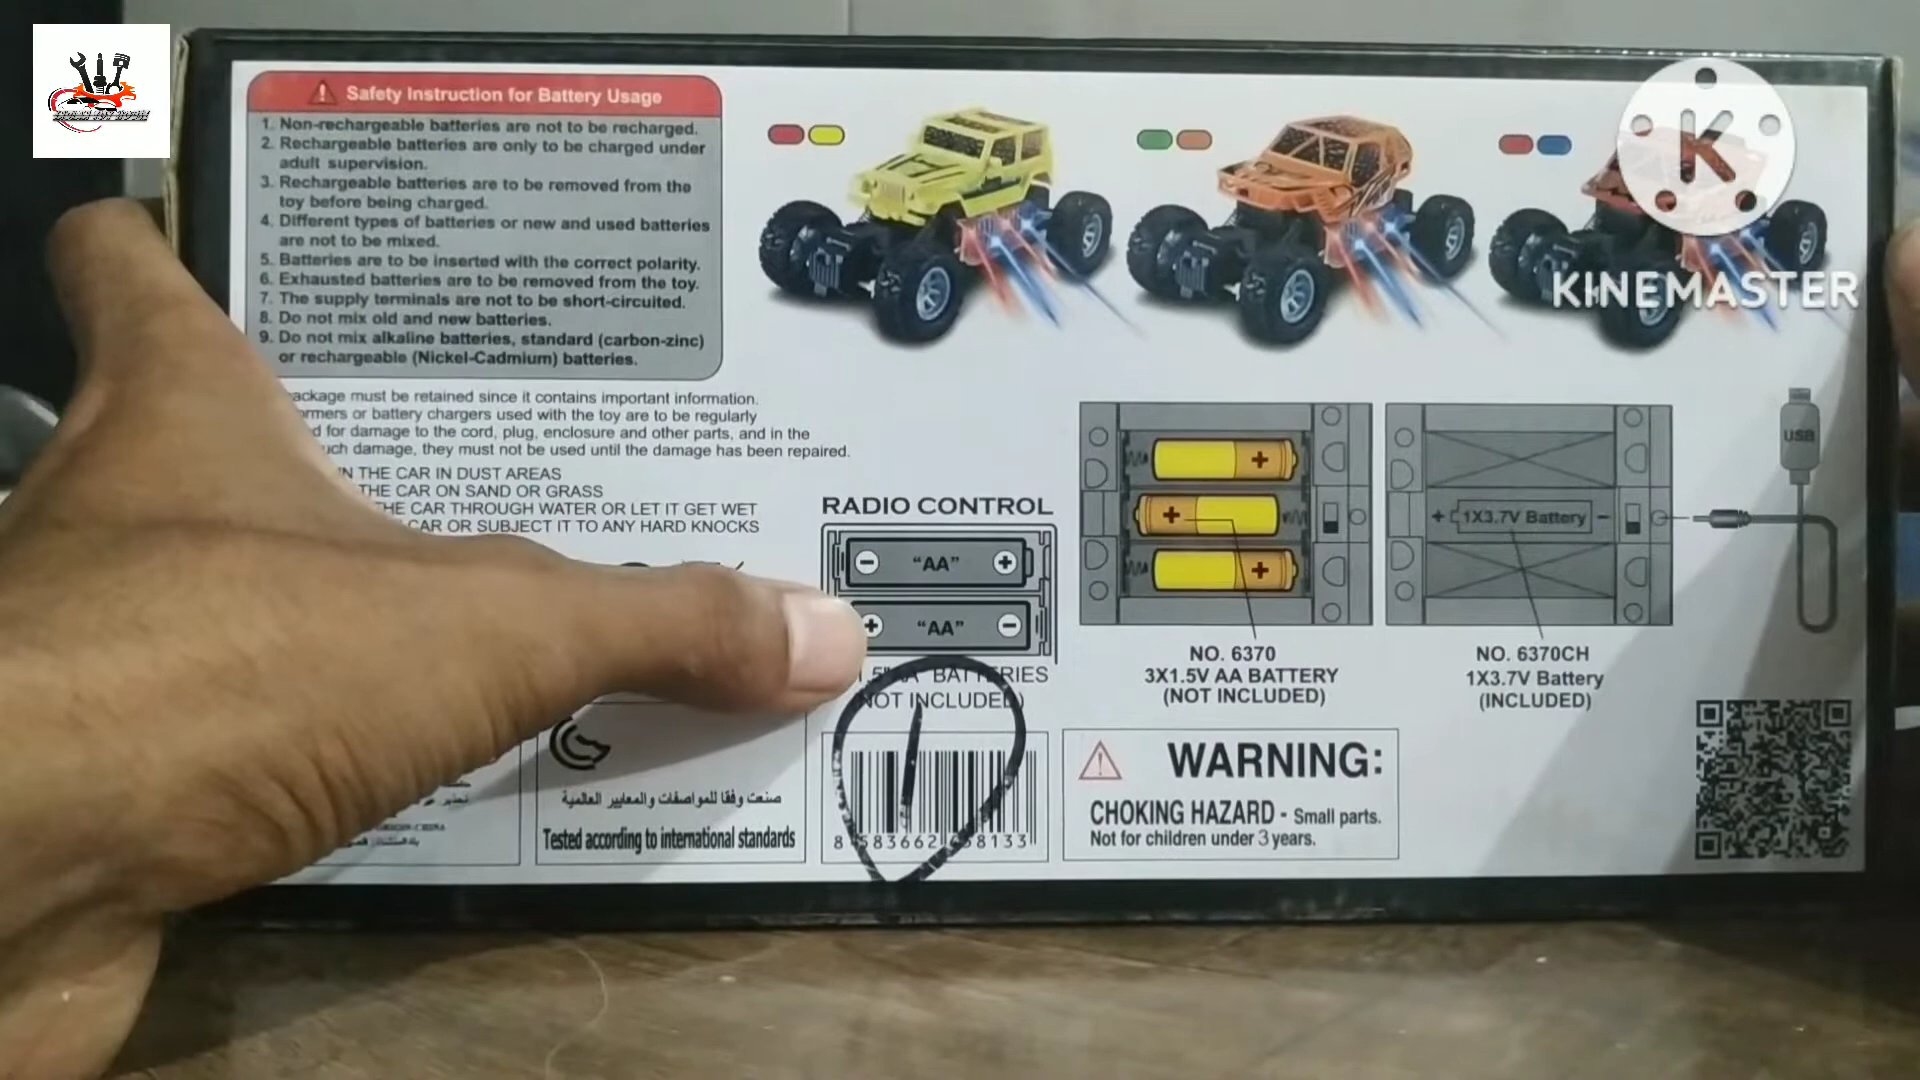 Safety Instruction for Battery Usage
1. Non-rechargeable batteries are not to be recharged.
2. Rechargeable batteries are only to be charged under
adult supervision.
3. Rechargeable batteries are to be removed from the
toy before being charged.
4. Different types of batteries or new and used batteries
are not to be mixed.
5. Batteries are to be inserted with the correct polarity.
6. Exhausted batteries are to be removed from the toy.
7. The supply terminals are not to be short-circuited.
8. Do not mix old and new batteries.
9. Do not mix alkaline batteries, standard (carbon-zinc)
or rechargeable (Nickel-Cadmium) batteries.
must be retained since it contains important information.
or battery chargers used with the toy are to be regularly
for damage to the cord, plug, enclosure and other parts, and in the
damage, they must not be used until the damage has been repaired.
THE CAR IN DUST AREAS
THE CAR ON SAND OR GRASS
THE CAR THROUGH WATER OR LET IT GET WET
CAR OR SUBJECT IT TO ANY HARD KNOCKS
K
KINEMASTER
RADIO CONTROL
- "AA" +
+ "AA" -
BATTERIES
(NOT INCLUDED)
+ +
+
NO. 6370
3X1.5V AA BATTERY
(NOT INCLUDED)
USB
+ 1X3.7V Battery -
NO. 6370CH
1X3.7V Battery
(INCLUDED)
صنعت وفقا للمواصفات والمعايير العالمية
Tested according to international standards
WARNING:
CHOKING HAZARD - Small parts.
Not for children under 3 years.